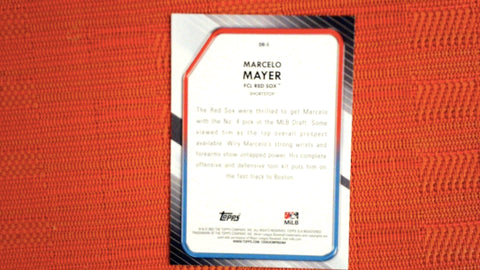 MARCELO
MAYER
FCL RED SOX™
SHORTSTOP
The Red Sox were thrilled to get Marcelo
with the No. 4 pick in the MLB Draft. Some
viewed him as the top overall prospect
available. Wiry Marcelo's strong wrists and
forearms show untapped power. His complete
offensive and defensive tool kit puts him on
the fast track to Boston.
TOPPS
MiLB